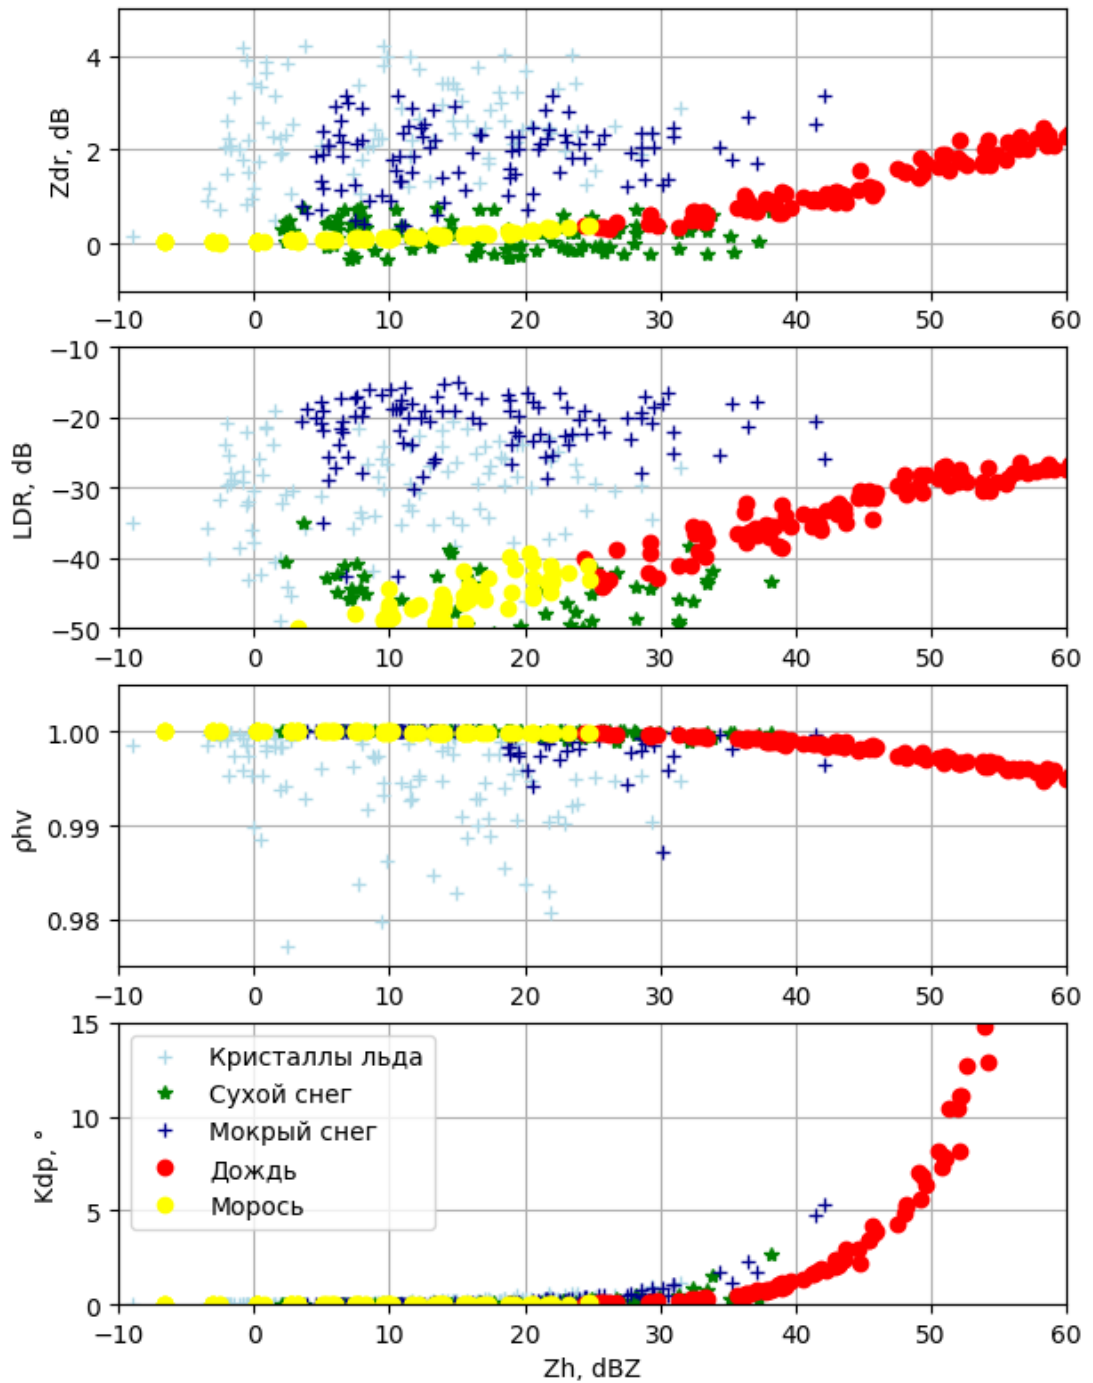 4
2
0
Zdr, dB
−10 0 10 20 30 40 50 60
−10
−20
−30
−40
−50
LDR, dB
−10 0 10 20 30 40 50 60
1.00
0.99
0.98
ρhv
−10 0 10 20 30 40 50 60
15
10
5
0
Kdp, °
Кристаллы льда
Сухой снег
Мокрый снег
Дождь
Морось
−10 0 10 20 30 40 50 60
Zh, dBZ